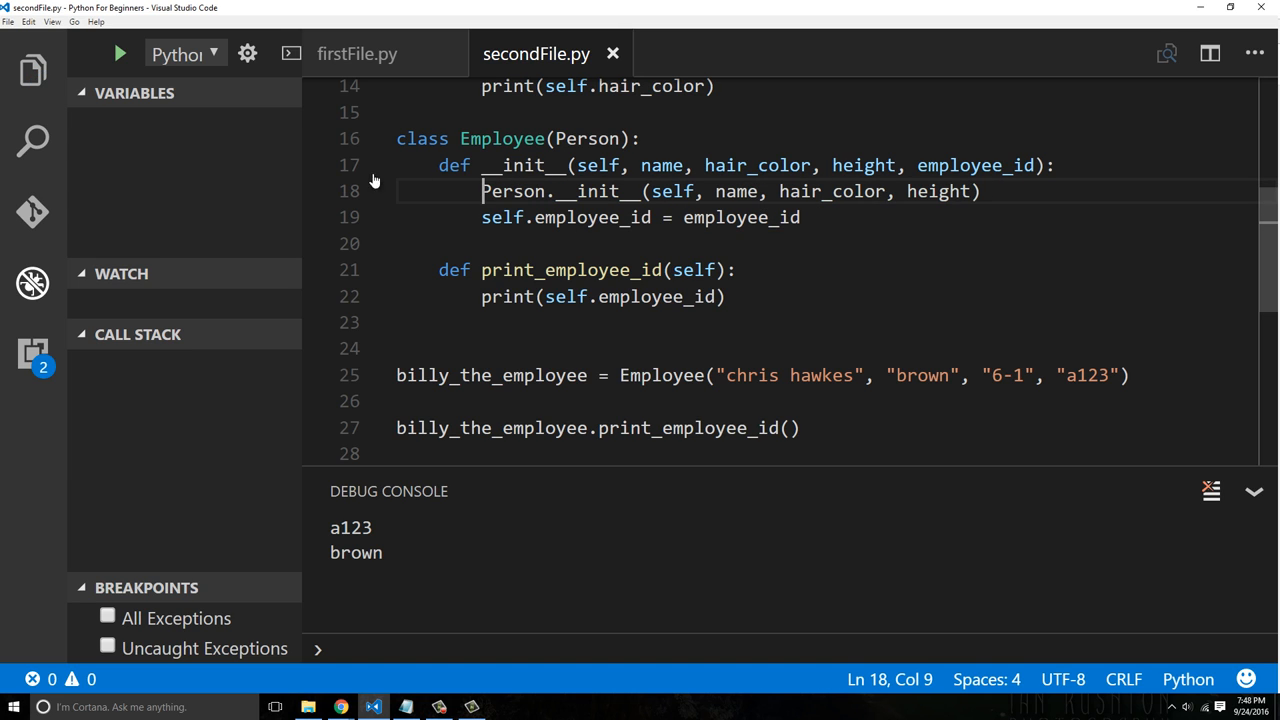 secondFile.py - Python For Beginners - Visual Studio Code
File Edit View Go Help
Pythor
firstFile.py
secondFile.py
VARIABLES
WATCH
CALL STACK
BREAKPOINTS
All Exceptions
Uncaught Exceptions
2
14 print(self.hair_color)
15
16 class Employee(Person):
17 def __init__(self, name, hair_color, height, employee_id):
18 Person.__init__(self, name, hair_color, height)
19 self.employee_id = employee_id
20
21 def print_employee_id(self):
22 print(self.employee_id)
23
24
25 billy_the_employee = Employee("chris hawkes", "brown", "6-1", "a123")
26
27 billy_the_employee.print_employee_id()
28
DEBUG CONSOLE
a123
brown
0 0
Ln 18, Col 9 Spaces: 4 UTF-8 CRLF Python
I'm Cortana. Ask me anything.
7:48 PM
9/24/2016